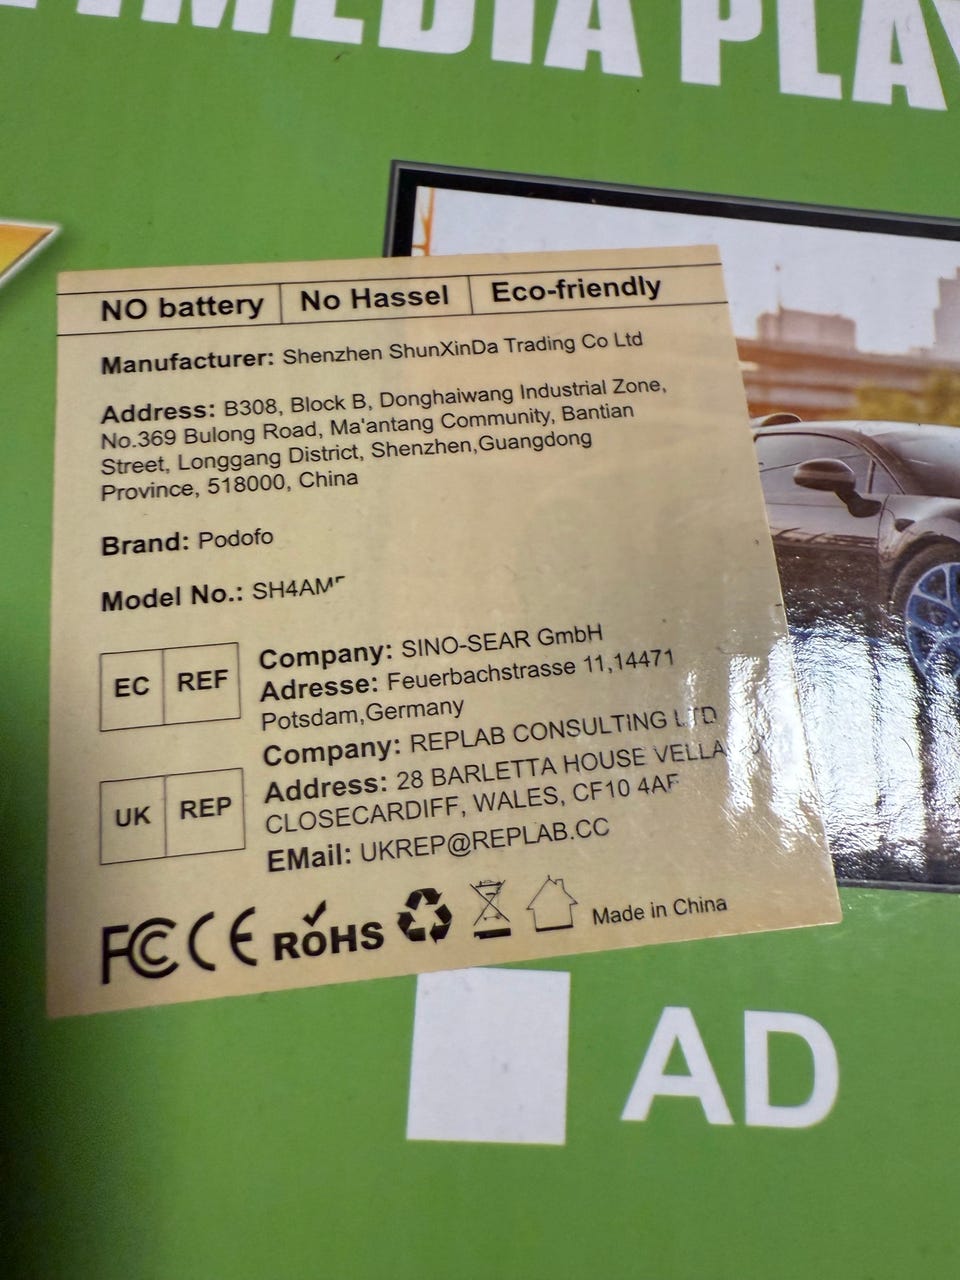 MEDIA PLAY
NO battery No Hassel Eco-friendly
Manufacturer: Shenzhen ShunXinDa Trading Co Ltd
Address: B308, Block B, Donghaiwang Industrial Zone,
No.369 Bulong Road, Ma'antang Community, Bantian
Street, Longgang District, Shenzhen,Guangdong
Province, 518000, China
Brand: Podofo
Model No.:
EC REF
Company: SINO-SEAR GmbH
Adresse: Feuerbachstrasse 11,14471
Potsdam,Germany
UK REP
Company: REPLAB CONSULTING LTD
Address: 28 BARLETTA HOUSE
CLOSECARDIFF, WALES, CF10
EMail: UKREP@REPLAB.CC
FC CE RoHS Made in China
AD